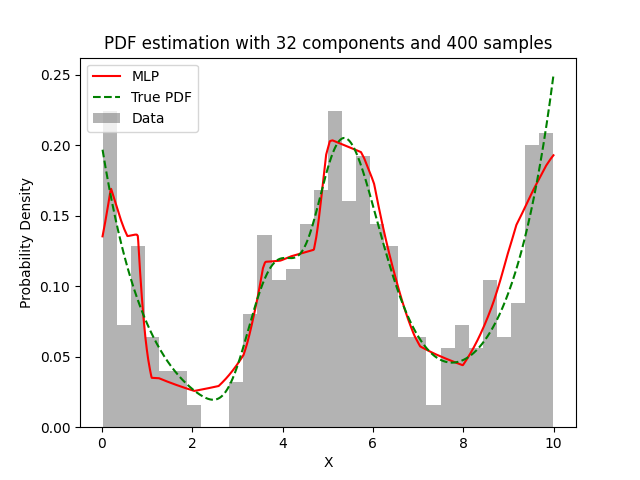 PDF estimation with 32 components and 400 samples
MLP
True PDF
Data
Probability Density
0.25
0.20
0.15
0.10
0.05
0.00
0 2 4 6 8 10
X